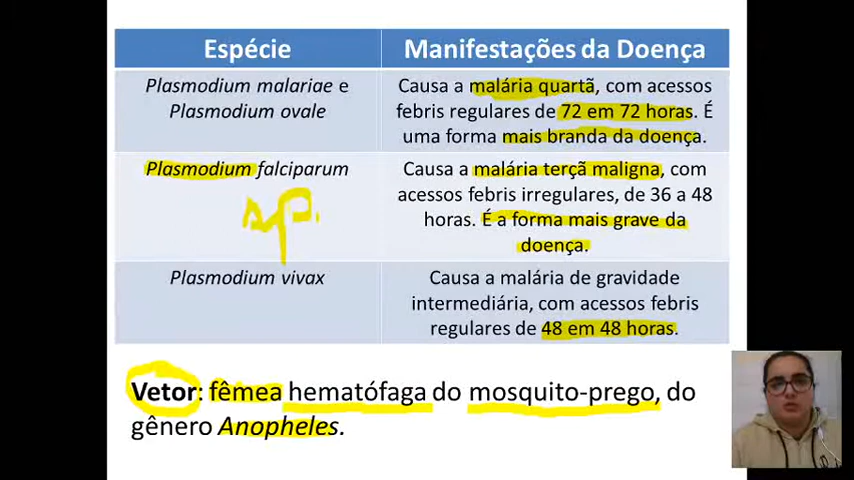 Espécie
Manifestações da Doença
Plasmodium malariae e
Plasmodium ovale
Causa a malária quartã, com acessos
febris regulares de 72 em 72 horas. É
uma forma mais branda da doença.
Plasmodium falciparum
sp.
Causa a malária terçã maligna, com
acessos febris irregulares, de 36 a 48
horas. É a forma mais grave da
doença.
Plasmodium vivax
Causa a malária de gravidade
intermediária, com acessos febris
regulares de 48 em 48 horas.
Vetor: fêmea hematófaga do mosquito-prego, do
gênero Anopheles.